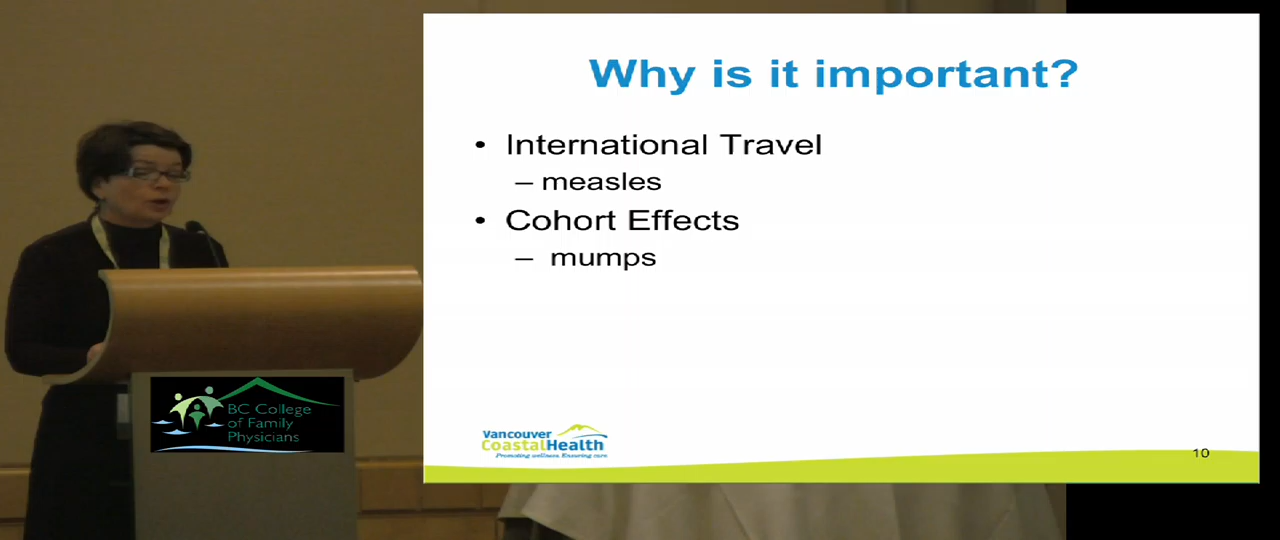 Why is it important?
• International Travel
– measles
• Cohort Effects
– mumps
BC College
of Family
Physicians
Vancouver
CoastalHealth
Promoting wellness. Ensuring care.
10